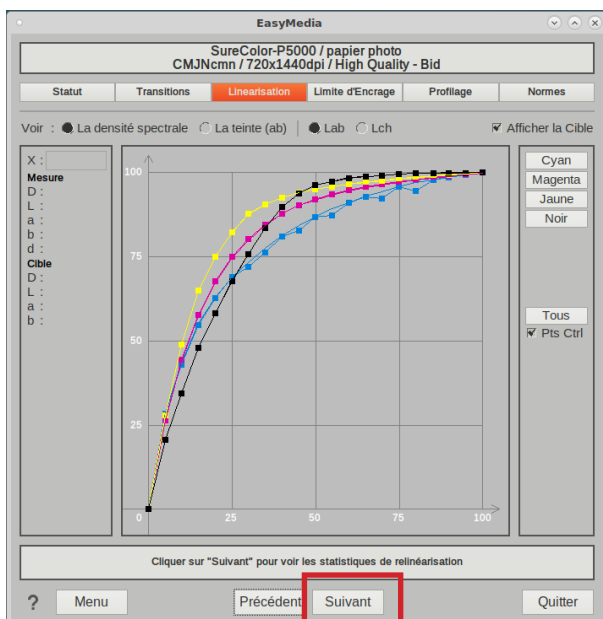 EasyMedia
SureColor-P5000 / papier photo
CMJNcmn / 720x1440dpi / High Quality - Bid
Statut Transitions Linearisation Limite d'Encrage Profilage Normes
Voir : La densité spectrale La teinte (ab) Lab Lch Afficher la Cible
X :
Mesure
D :
L :
a :
b :
d :
Cible
D :
L :
a :
b :
100
75
50
25
0 25 50 75 100
Cyan
Magenta
Jaune
Noir
Tous
Pts Ctrl
Cliquer sur "Suivant" pour voir les statistiques de relinéarisation
? Menu Précédent Suivant Quitter